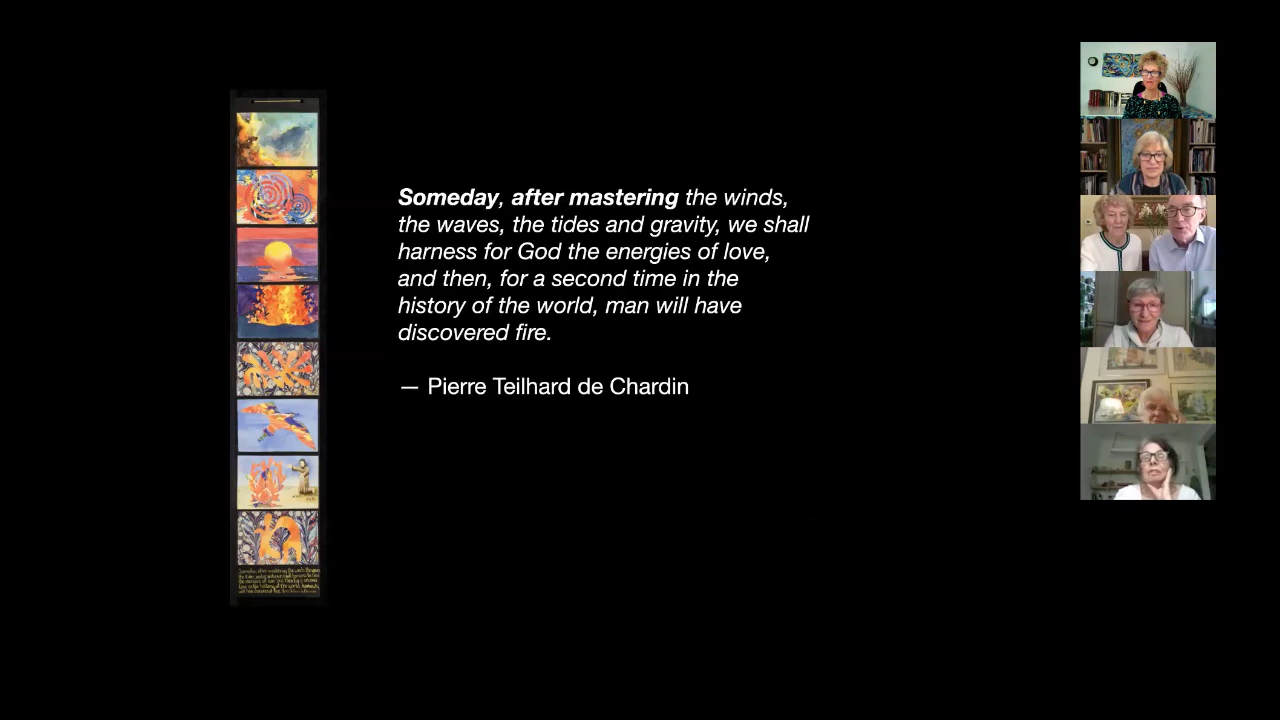 Someday, after mastering the winds,
the waves, the tides and gravity, we shall
harness for God the energies of love,
and then, for a second time in the
history of the world, man will have
discovered fire.
— Pierre Teilhard de Chardin